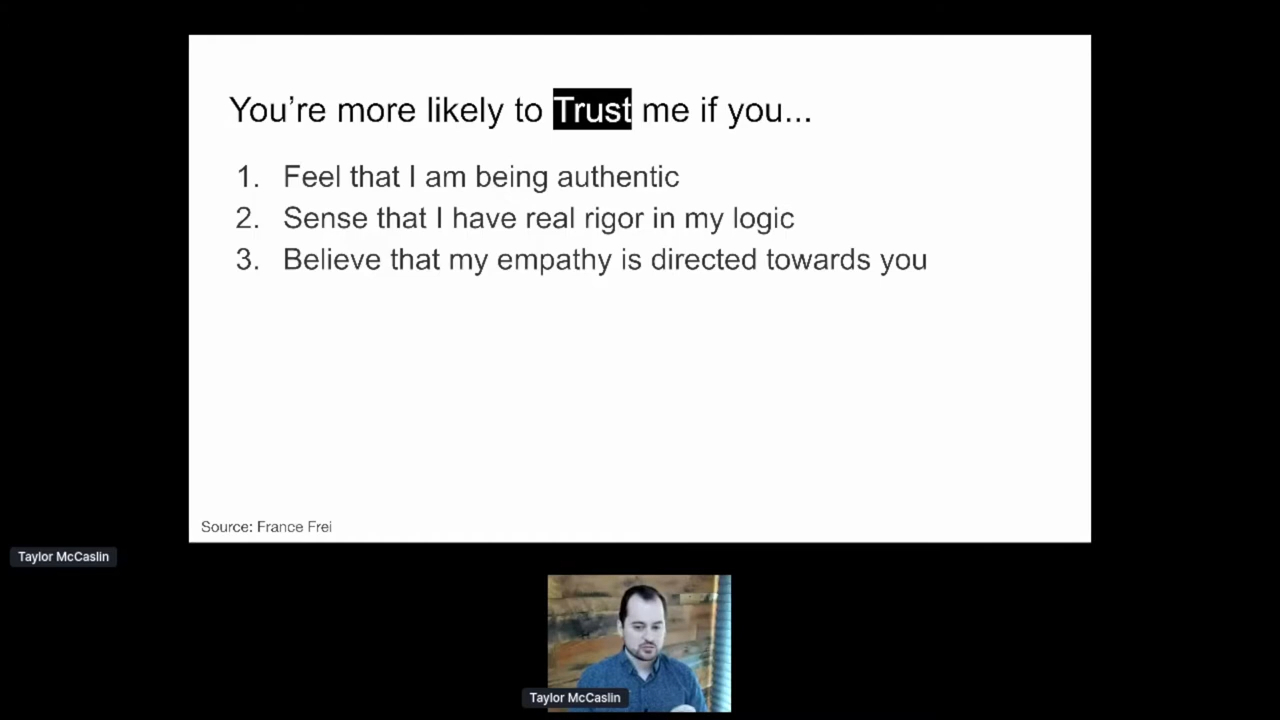 You’re more likely to Trust me if you...
1. Feel that I am being authentic
2. Sense that I have real rigor in my logic
3. Believe that my empathy is directed towards you
Source: France Frei
Taylor McCaslin
Taylor McCaslin